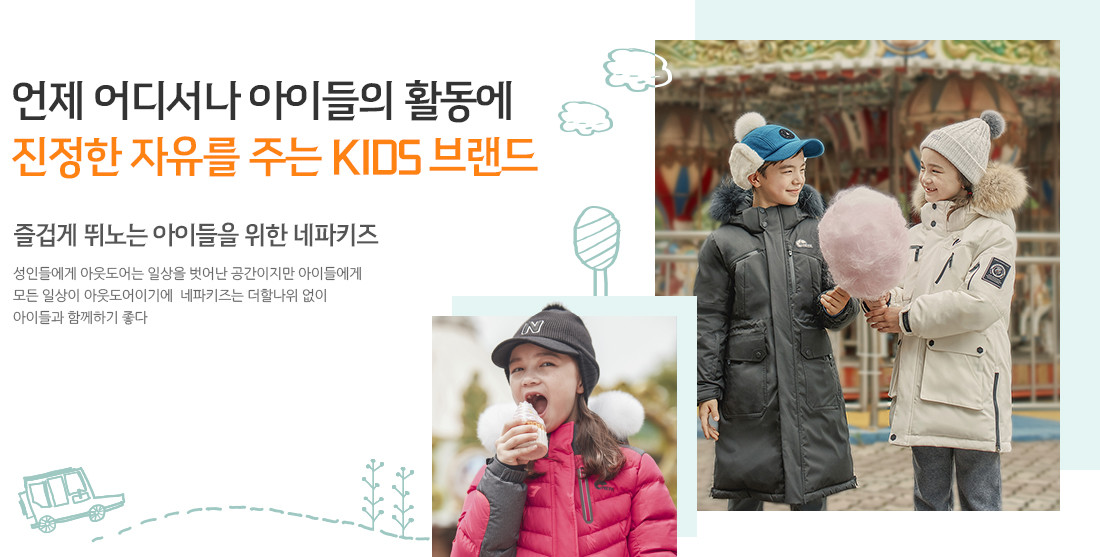 언제 어디서나 아이들의 활동에
진정한 자유를 주는 KIDS 브랜드
즐겁게 뛰노는 아이들을 위한 네파키즈
성인들에게 아웃도어는 일상을 벗어난 공간이지만 아이들에게
모든 일상이 아웃도어이기에 네파키즈는 더할나위 없이
아이들과 함께하기 좋다
N